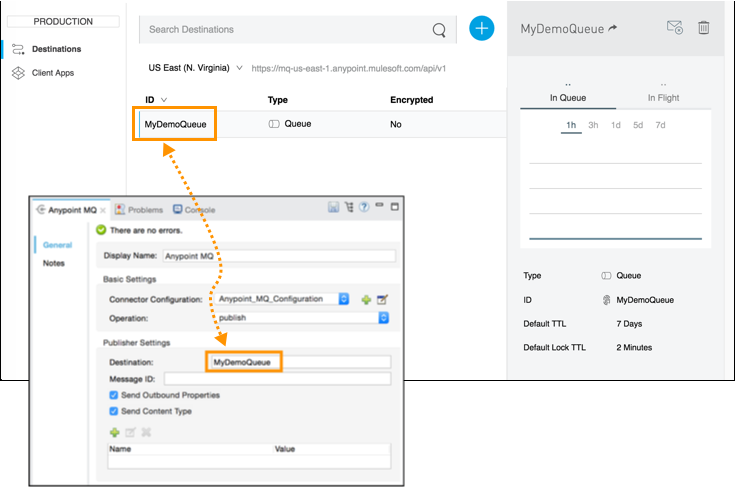 PRODUCTION
Destinations
Client Apps
Search Destinations
US East (N. Virginia) https://mq-us-east-1.anypoint.mulesoft.com/api/v1
ID Type Encrypted
MyDemoQueue Queue No
MyDemoQueue
In Queue In Flight
1h 3h 1d 5d 7d
Type Queue
ID MyDemoQueue
Default TTL 7 Days
Default Lock TTL 2 Minutes
Anypoint MQ Problems Console
There are no errors.
General
Notes
Display Name: Anypoint MQ
Basic Settings
Connector Configuration: Anypoint_MQ_Configuration
Operation: publish
Publisher Settings
Destination: MyDemoQueue
Message ID:
Send Outbound Properties
Send Content Type
Name Value